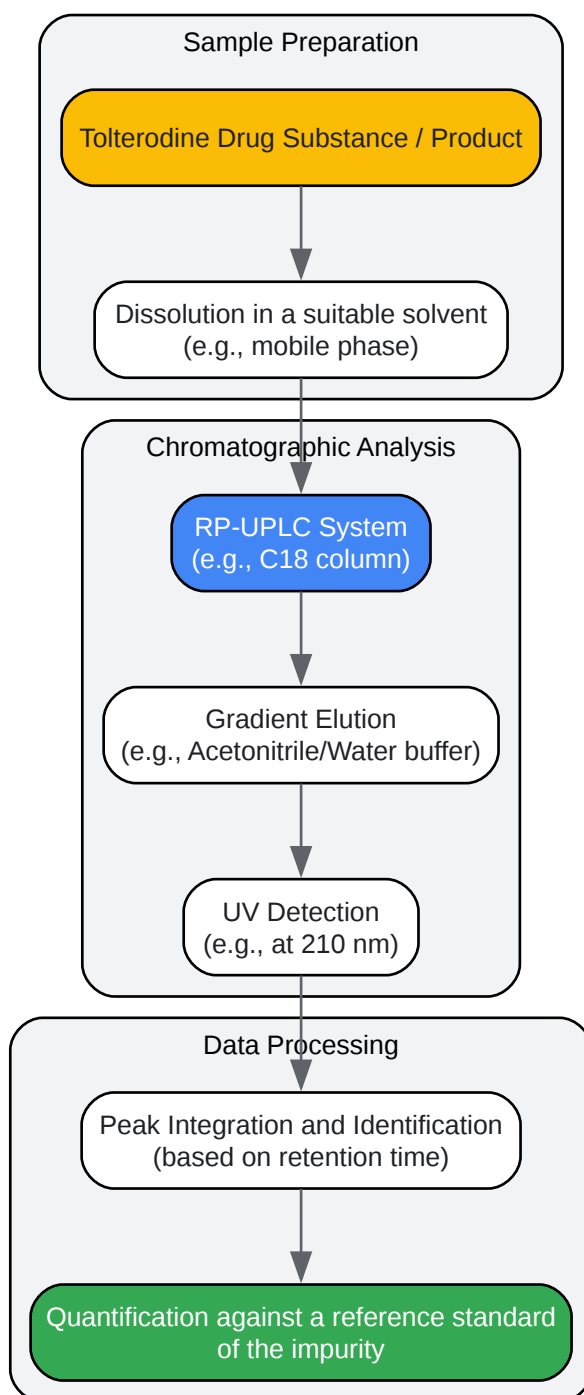 Sample Preparation
Tolterodine Drug Substance / Product
Dissolution in a suitable solvent
(e.g., mobile phase)
Chromatographic Analysis
RP-UPLC System
(e.g., C18 column)
Gradient Elution
(e.g., Acetonitrile/Water buffer)
UV Detection
(e.g., at 210 nm)
Data Processing
Peak Integration and Identification
(based on retention time)
Quantification against a reference standard
of the impurity